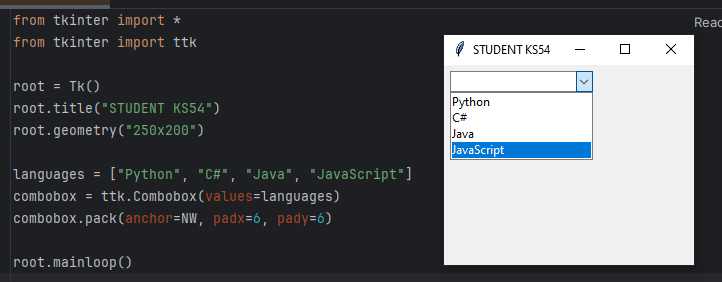 from tkinter import *
from tkinter import ttk
root = Tk()
root.title("STUDENT KS54")
root.geometry("250x200")
languages = ["Python", "C#", "Java", "JavaScript"]
combobox = ttk.Combobox(values=languages)
combobox.pack(anchor=NW, padx=6, pady=6)
root.mainloop()
Read
STUDENT KS54
Python
C#
Java
JavaScript